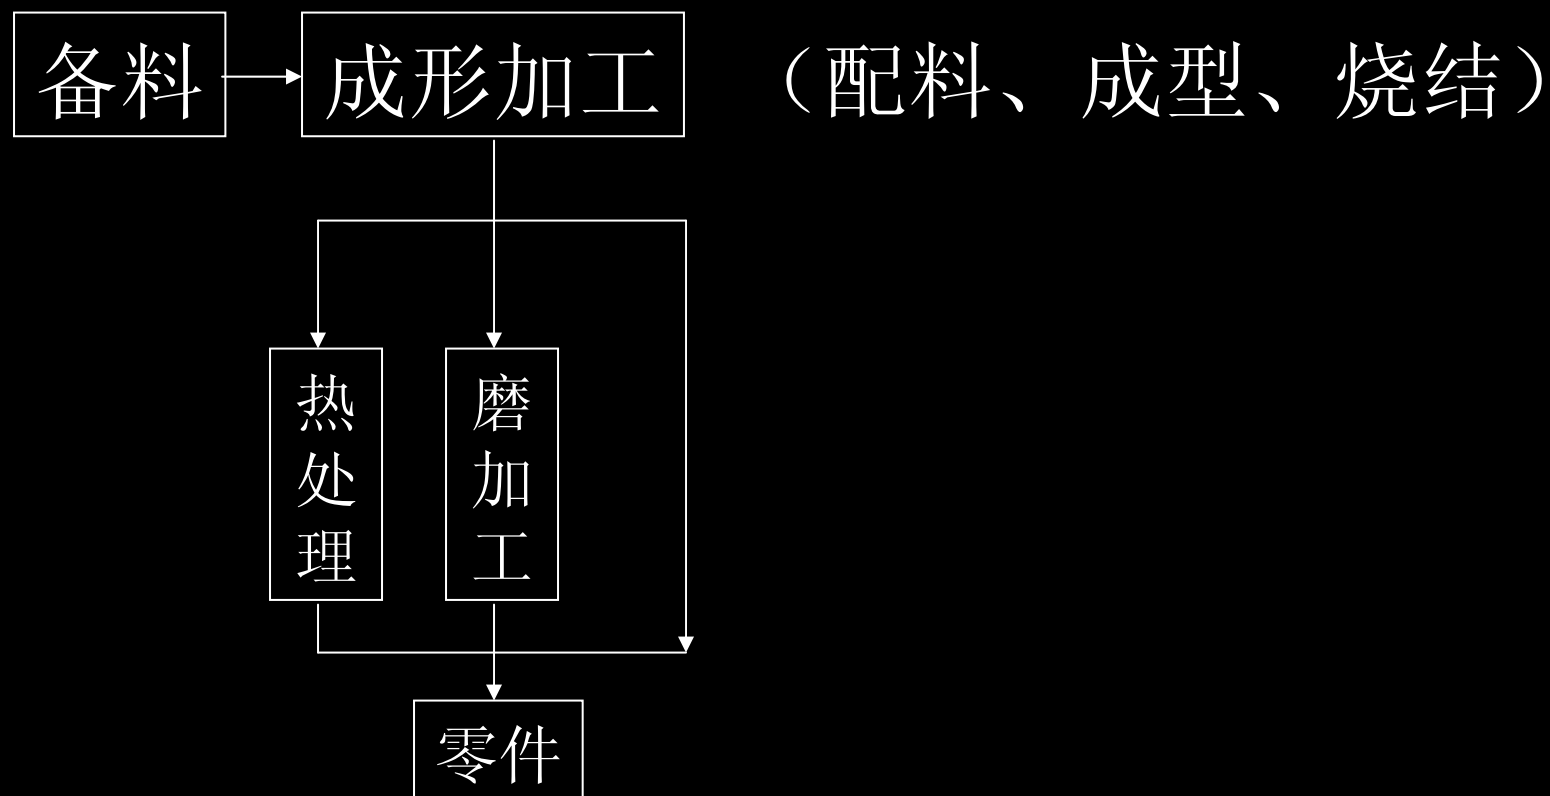 备料
成形加工
（配料、成型、烧结）
热处理
磨加工
零件